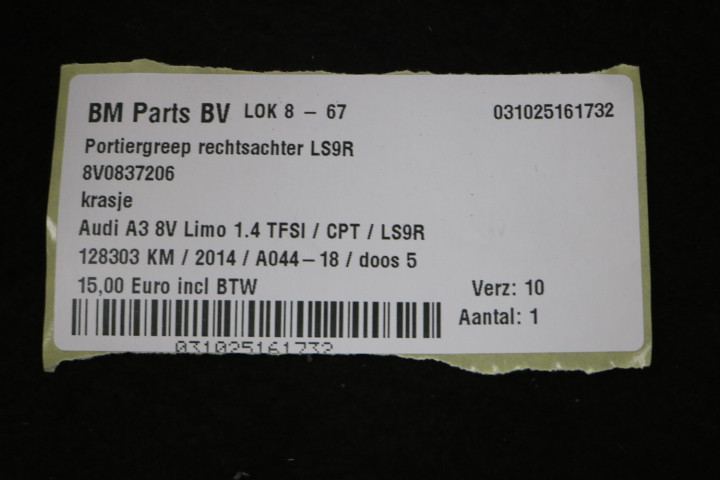 BM Parts BV LOK 8 - 67 031025161732
Portiergreep rechtsachter LS9R
8V0837206
krasje
Audi A3 8V Limo 1.4 TFSI / CPT / LS9R
128303 KM / 2014 / A044-18 / doos 5
15,00 Euro incl BTW Verz: 10
Aantal: 1
031025161732